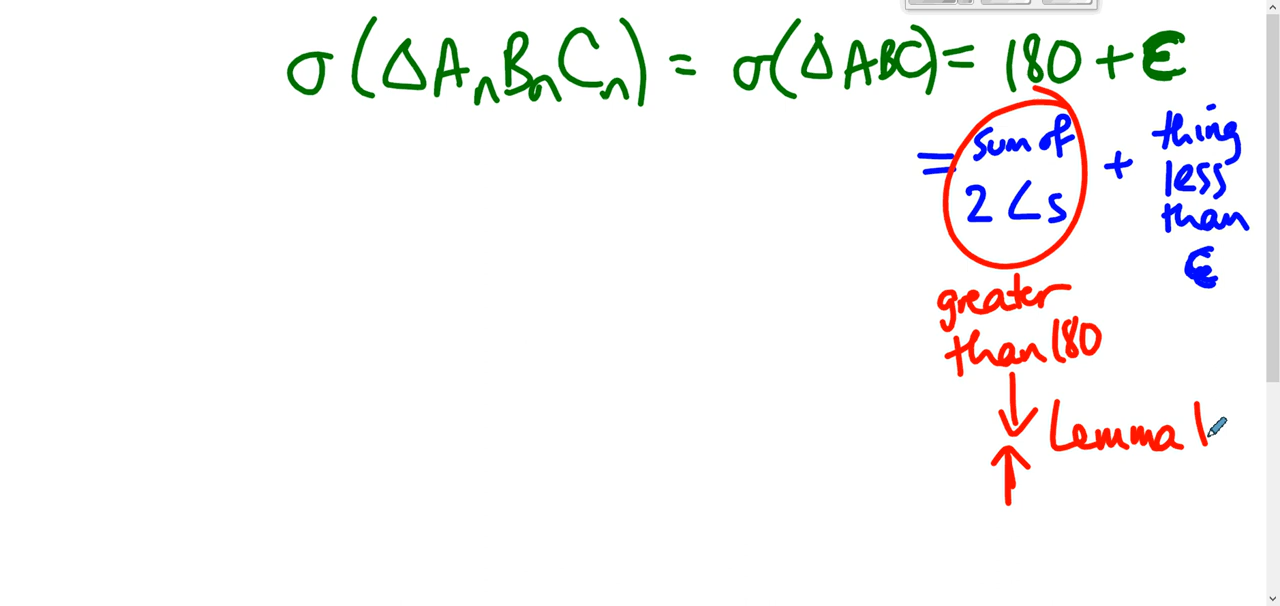 σ(ΔAₙBₙCₙ) = σ(ΔABC) = 180 + ε
= sum of 2 <s + thing less than ε
greater
than 180
Lemma 1